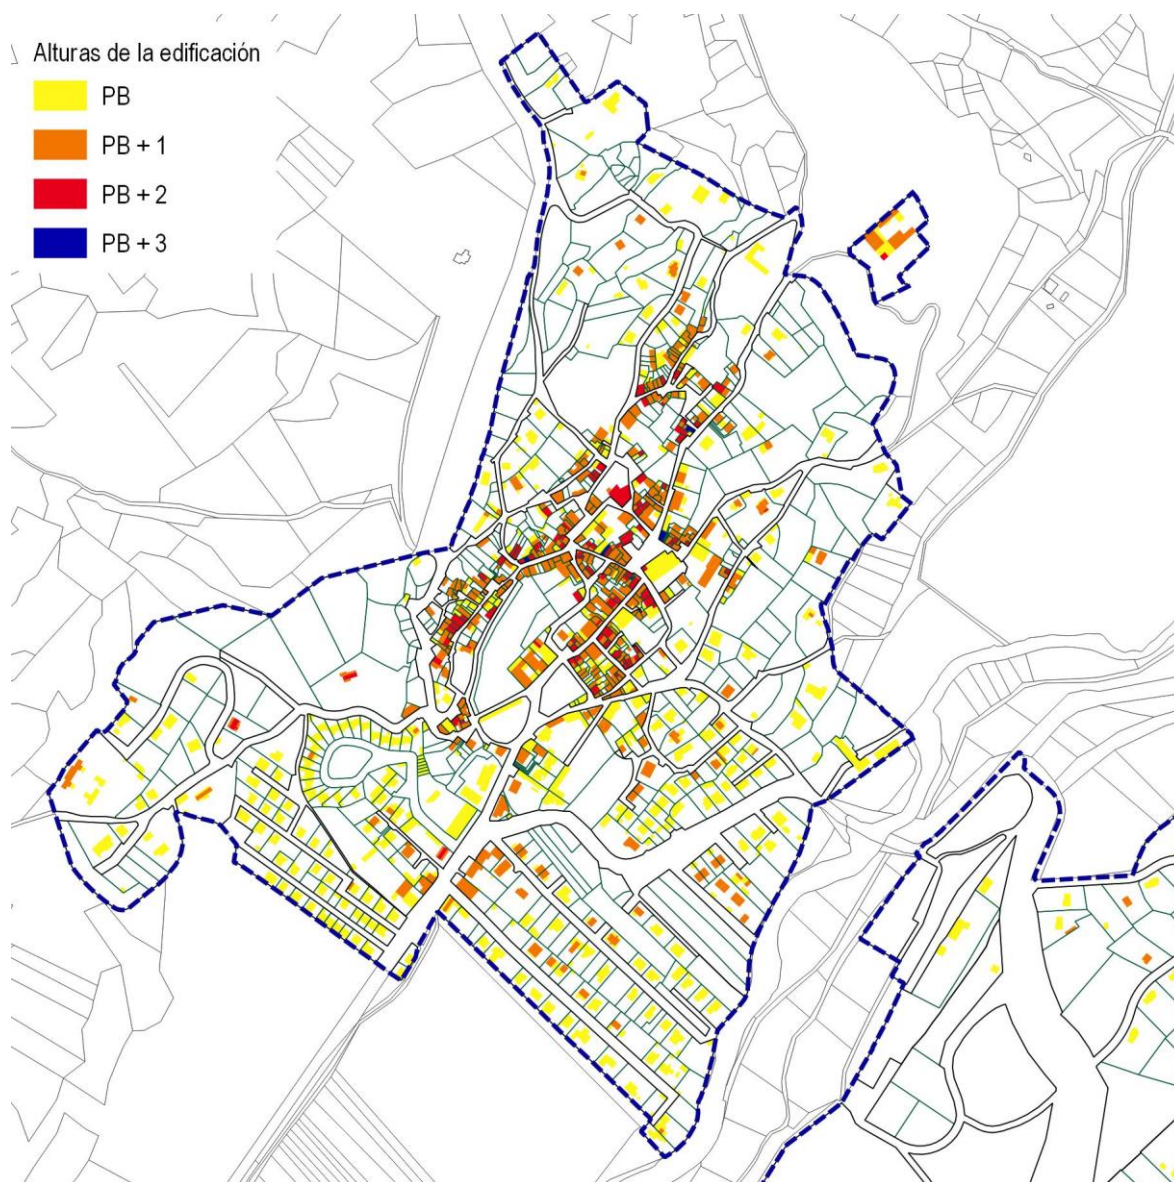 Alturas de la edificación
PB
PB + 1
PB + 2
PB + 3